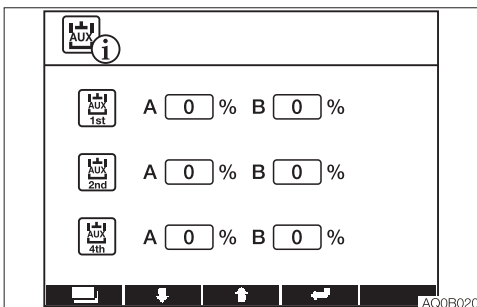 AUX i
AUX 1st A 0 % B 0 %
AUX 2nd A 0 % B 0 %
AUX 4th A 0 % B 0 %
AQ0B020